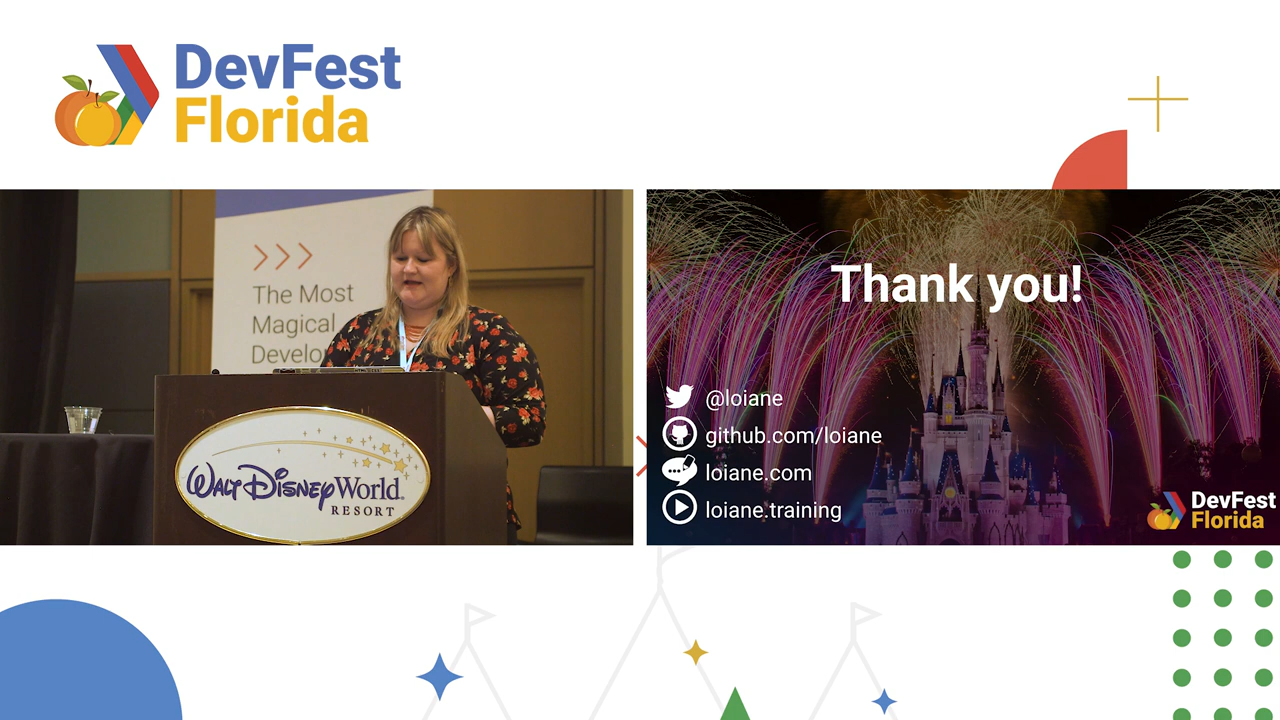 DevFest
Florida
>>>
The Most
Magical
Develo
WALT DISNEY World®
RESORT
Thank you!
@loiane
github.com/loiane
loiane.com
loiane.training
DevFest
Florida